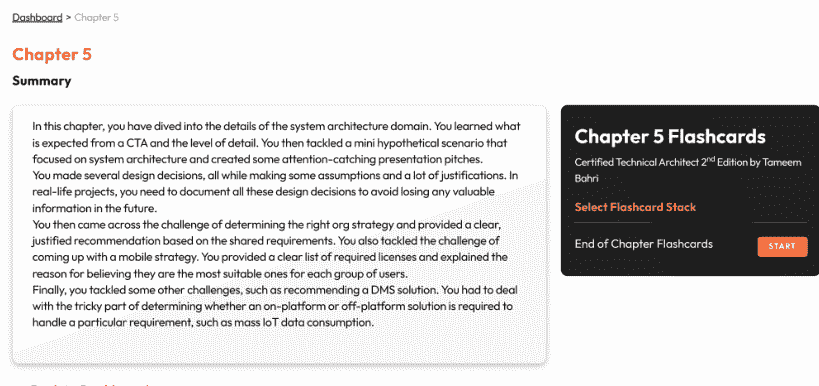 Dashboard > Chapter 5
Chapter 5
Summary
In this chapter, you have dived into the details of the system architecture domain. You learned what
is expected from a CTA and the level of detail. You then tackled a mini hypothetical scenario that
focused on system architecture and created some attention-catching presentation pitches.
You made several design decisions, all while making some assumptions and a lot of justifications. In
real-life projects, you need to document all these design decisions to avoid losing any valuable
information in the future.
You then came across the challenge of determining the right org strategy and provided a clear,
justified recommendation based on the shared requirements. You also tackled the challenge of
coming up with a mobile strategy. You provided a clear list of required licenses and explained the
reason for believing they are the most suitable ones for each group of users.
Finally, you tackled some other challenges, such as recommending a DMS solution. You had to deal
with the tricky part of determining whether an on-platform or off-platform solution is required to
handle a particular requirement, such as mass IoT data consumption.
Chapter 5 Flashcards
Certified Technical Architect 2nd Edition by Tameem
Bahri
Select Flashcard Stack
End of Chapter Flashcards
START